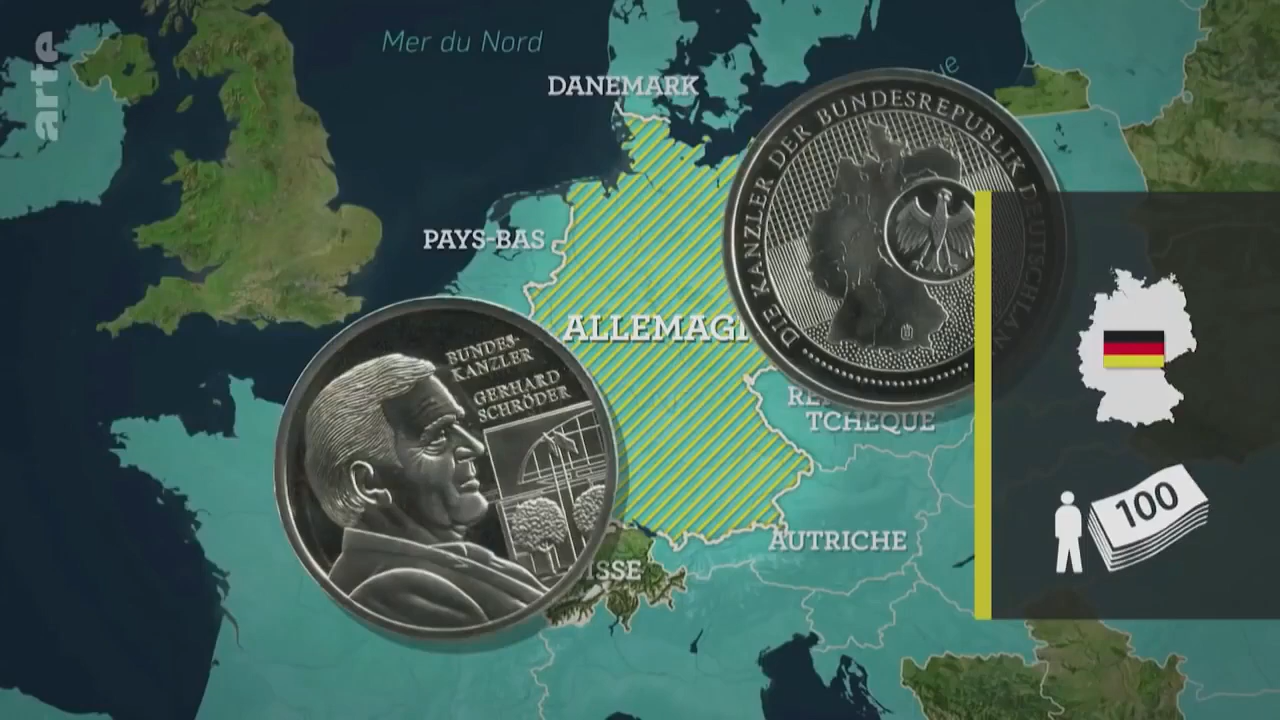 arte
Mer du Nord
DANEMARK
PAYS-BAS
ALLEMAG
TCHEQUE
AUTRICHE
ISSE
DIE KANZLER DER BUNDESREPUBLIK DEUTSCHLAN
BUNDES-
KANZLER
GERHARD
SCHRÖDER
100